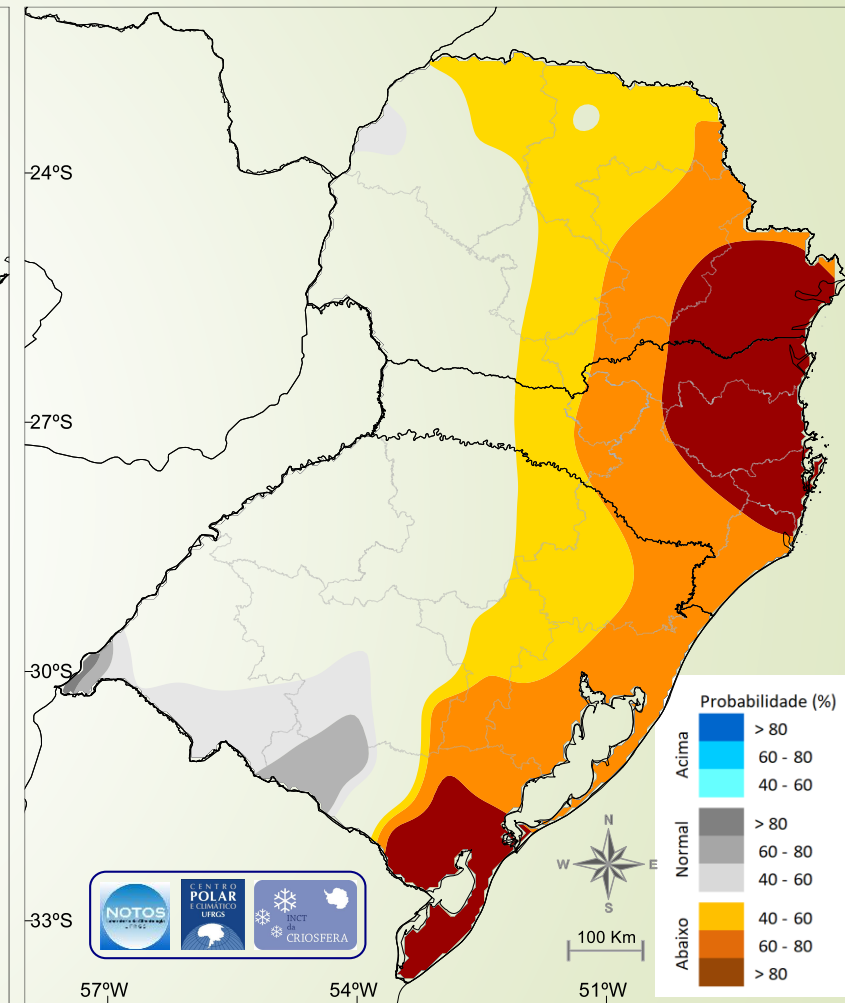 24ºS
27ºS
30ºS
33ºS
57ºW
54ºW
51ºW
Probabilidade (%)
Acima
> 80
60 - 80
40 - 60
Normal
> 80
60 - 80
40 - 60
Abaixo
40 - 60
60 - 80
> 80
N
W
E
S
100 Km
NOTOS
UFRGS
CENTRO
POLAR
E CLIMÁTICO
UFRGS
INCT
da
CRIOSFERA